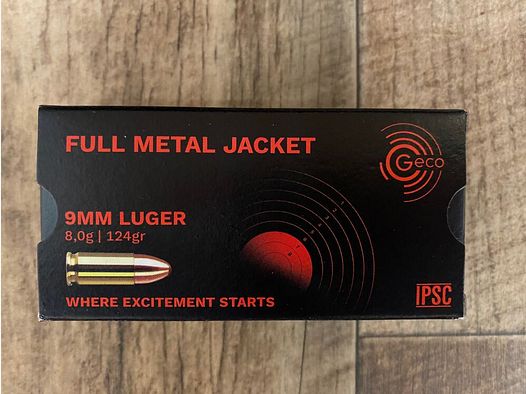 FULL METAL JACKET
Geco
9MM LUGER
8,0g | 124gr
WHERE EXCITEMENT STARTS
IPSC